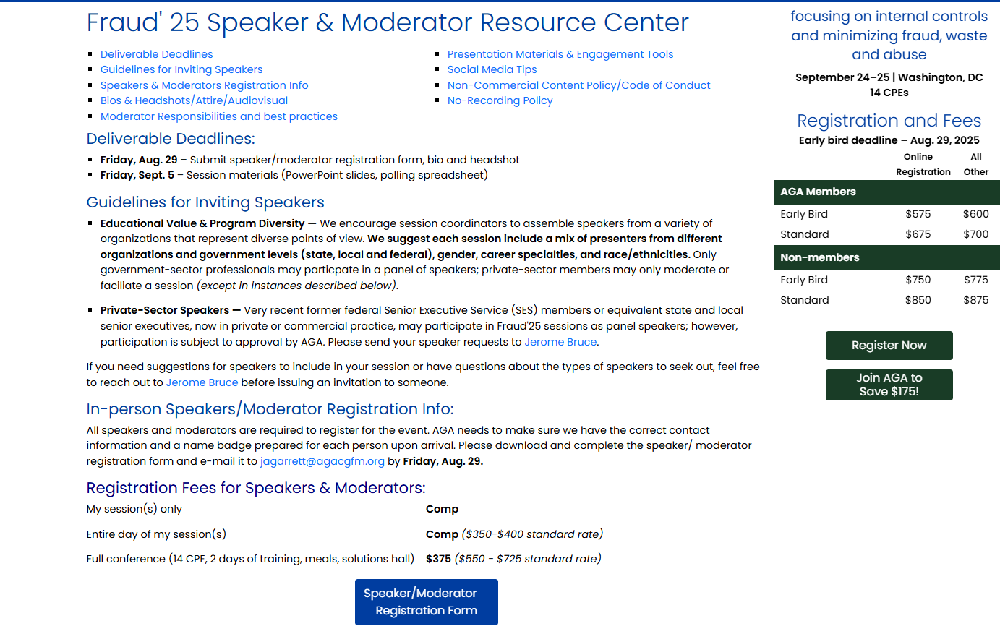 Fraud' 25 Speaker & Moderator Resource Center
Deliverable Deadlines
Guidelines for Inviting Speakers
Speakers & Moderators Registration Info
Bios & Headshots/Attire/Audiovisual
Moderator Responsibilities and best practices
Presentation Materials & Engagement Tools
Social Media Tips
Non-Commercial Content Policy/Code of Conduct
No-Recording Policy
Deliverable Deadlines:
Friday, Aug. 29 – Submit speaker/moderator registration form, bio and headshot
Friday, Sept. 5 – Session materials (PowerPoint slides, polling spreadsheet)
Guidelines for Inviting Speakers
Educational Value & Program Diversity — We encourage session coordinators to assemble speakers from a variety of
organizations that represent diverse points of view. We suggest each session include a mix of presenters from different
organizations and government levels (state, local and federal), gender, career specialties, and race/ethnicities. Only
government-sector professionals may particpate in a panel of speakers; private-sector members may only moderate or
faciliate a session (except in instances described below).
Private-Sector Speakers — Very recent former federal Senior Executive Service (SES) members or equivalent state and local
senior executives, now in private or commercial practice, may participate in Fraud'25 sessions as panel speakers; however,
participation is subject to approval by AGA. Please send your speaker requests to Jerome Bruce.
If you need suggestions for speakers to include in your session or have questions about the types of speakers to seek out, feel free
to reach out to Jerome Bruce before issuing an invitation to someone.
In-person Speakers/Moderator Registration Info:
All speakers and moderators are required to register for the event. AGA needs to make sure we have the correct contact
information and a name badge prepared for each person upon arrival. Please download and complete the speaker/ moderator
registration form and e-mail it to jagarrett@agacgfm.org by Friday, Aug. 29.
Registration Fees for Speakers & Moderators:
My session(s) only Comp
Entire day of my session(s) Comp ($350-$400 standard rate)
Full conference (14 CPE, 2 days of training, meals, solutions hall) $375 ($550 - $725 standard rate)
Speaker/Moderator
Registration Form
focusing on internal controls
and minimizing fraud, waste
and abuse
September 24–25 | Washington, DC
14 CPEs
Registration and Fees
Early bird deadline – Aug. 29, 2025
Online All
Registration Other
AGA Members
Early Bird $575 $600
Standard $675 $700
Non-members
Early Bird $750 $775
Standard $850 $875
Register Now
Join AGA to
Save $175!